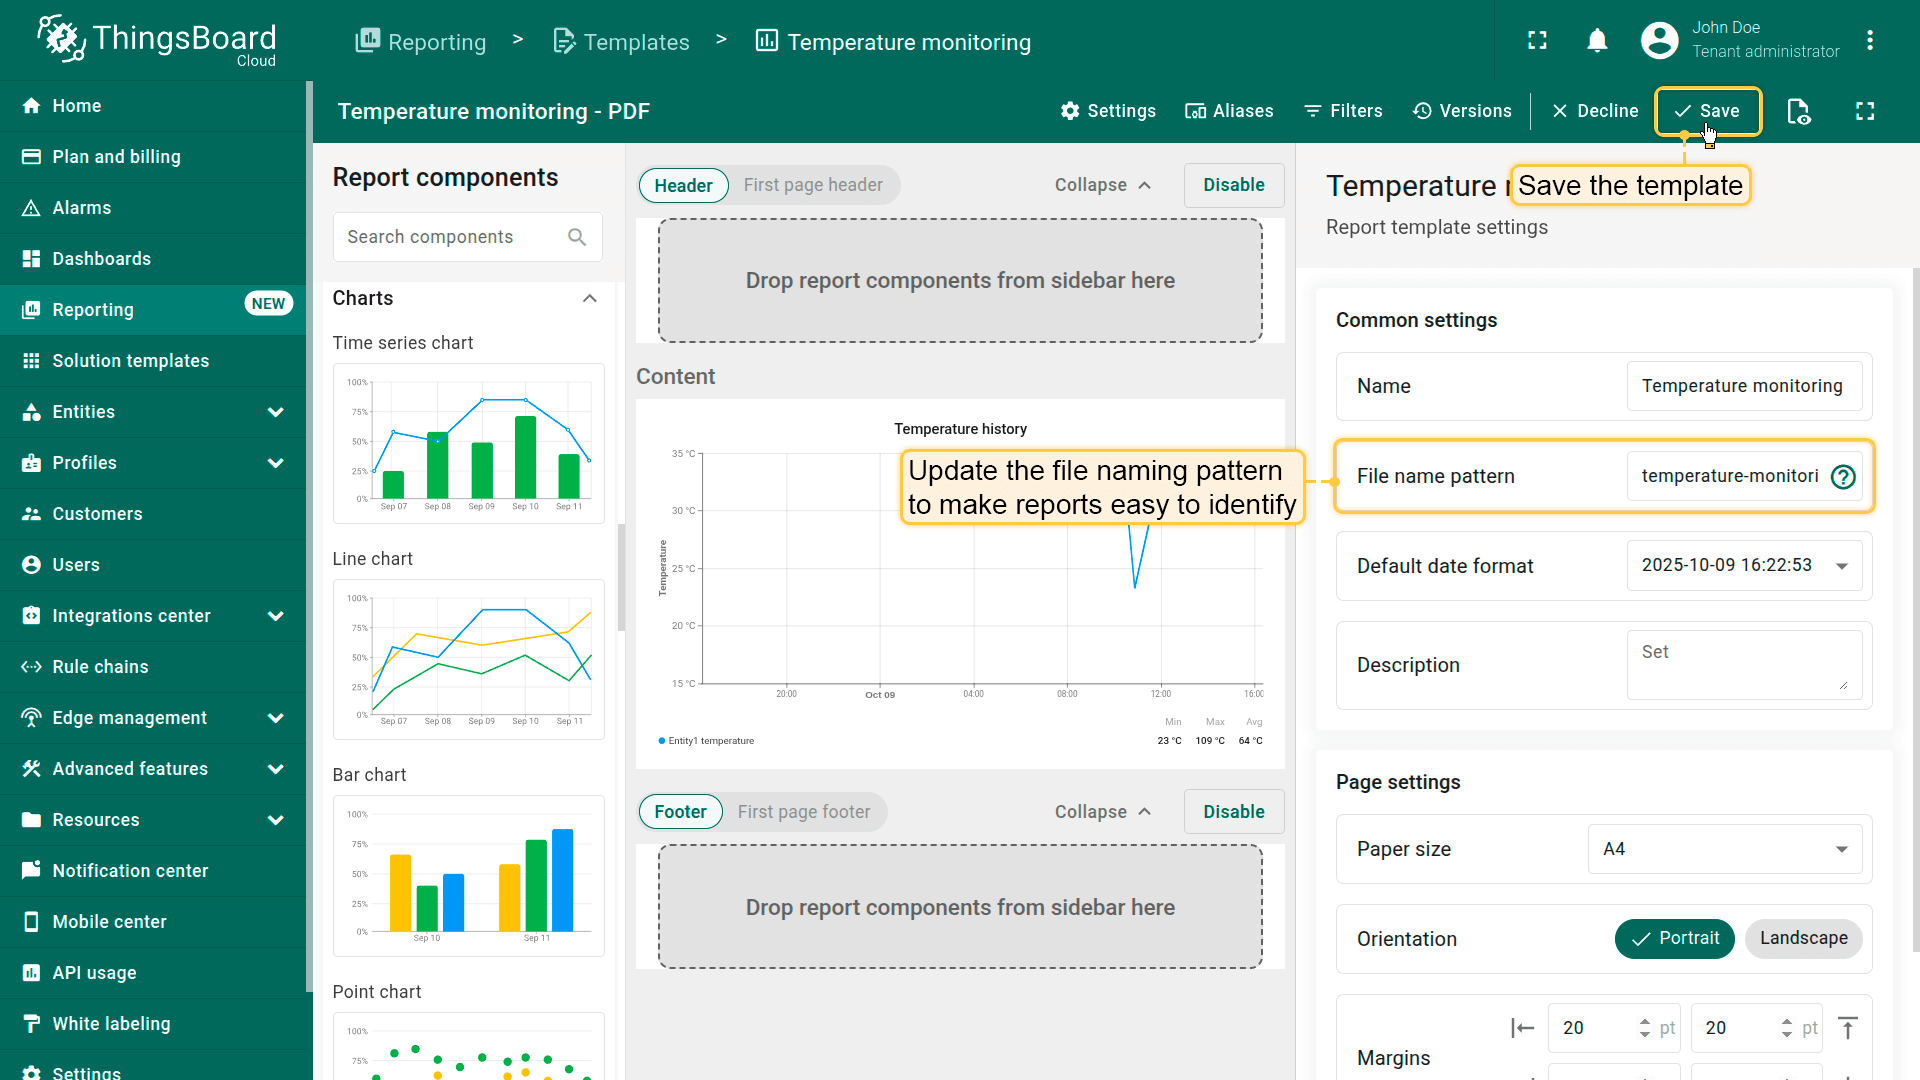 ThingsBoard
Cloud
Reporting > Templates > Temperature monitoring
John Doe
Tenant administrator
Home
Plan and billing
Alarms
Dashboards
Reporting
NEW
Solution templates
Entities
Profiles
Customers
Users
Integrations center
Rule chains
Edge management
Advanced features
Resources
Notification center
Mobile center
API usage
White labeling
Settings
Temperature monitoring - PDF
Settings
Aliases
Filters
Versions
Decline
Save
Save the template
Report components
Search components
Charts
Time series chart
100%
75%
50%
25%
0%
Sep 07 Sep 08 Sep 09 Sep 10 Sep 11
Line chart
100%
75%
50%
25%
0%
Sep 07 Sep 08 Sep 09 Sep 10 Sep 11
Bar chart
100%
75%
50%
25%
0%
Sep 10 Sep 11
Point chart
100%
75%
Header
First page header
Collapse
Disable
Drop report components from sidebar here
Content
Temperature history
Temperature
35 °C
30 °C
25 °C
20 °C
15 °C
20:00 Oct 09 04:00 08:00 12:00 16:00
Min Max Avg
Entity1 temperature 23 °C 109 °C 64 °C
Update the file naming pattern
to make reports easy to identify
Footer
First page footer
Collapse
Disable
Drop report components from sidebar here
Temperature
Report template settings
Common settings
Name
Temperature monitoring
File name pattern
temperature-monitori
Default date format
2025-10-09 16:22:53
Description
Set
Page settings
Paper size
A4
Orientation
Portrait
Landscape
Margins
20 pt
20 pt